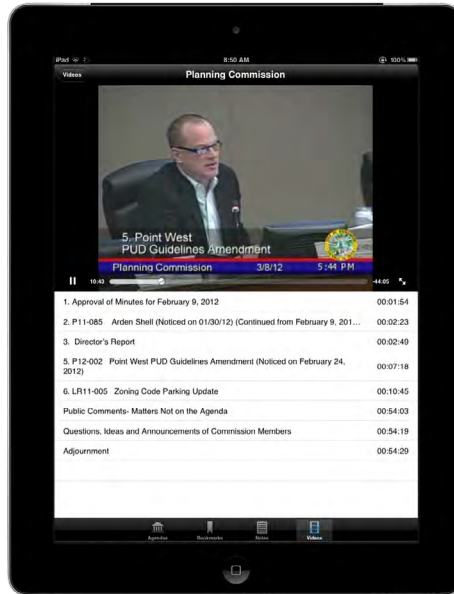 iPad 8:50 AM 100%
Videos Planning Commission
5. Point West
PUD Guidelines Amendment
Planning Commission 3/8/12 5:44 PM
10:43 -44:05
1. Approval of Minutes for February 9, 2012 00:01:54
2. P11-085 Arden Shell (Noticed on 01/30/12) (Continued from February 9, 201... 00:02:23
3. Director's Report 00:02:49
5. P12-002 Point West PUD Guidelines Amendment (Noticed on February 24,
2012) 00:07:18
6. LR11-005 Zoning Code Parking Update 00:10:45
Public Comments- Matters Not on the Agenda 00:54:03
Questions, Ideas and Announcements of Commission Members 00:54:19
Adjournment 00:54:29
Agendas Bookmarks Notes Videos